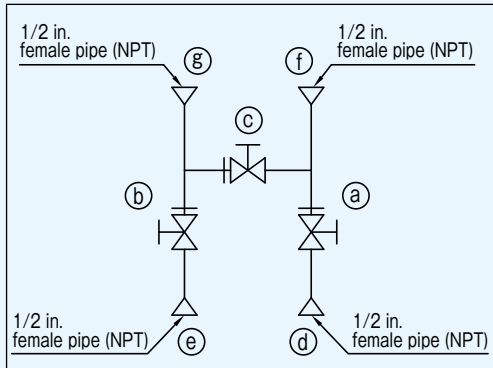 1/2 in.
female pipe (NPT)
g
f
1/2 in.
female pipe (NPT)
c
b
a
1/2 in.
female pipe (NPT)
e
d
1/2 in.
female pipe (NPT)